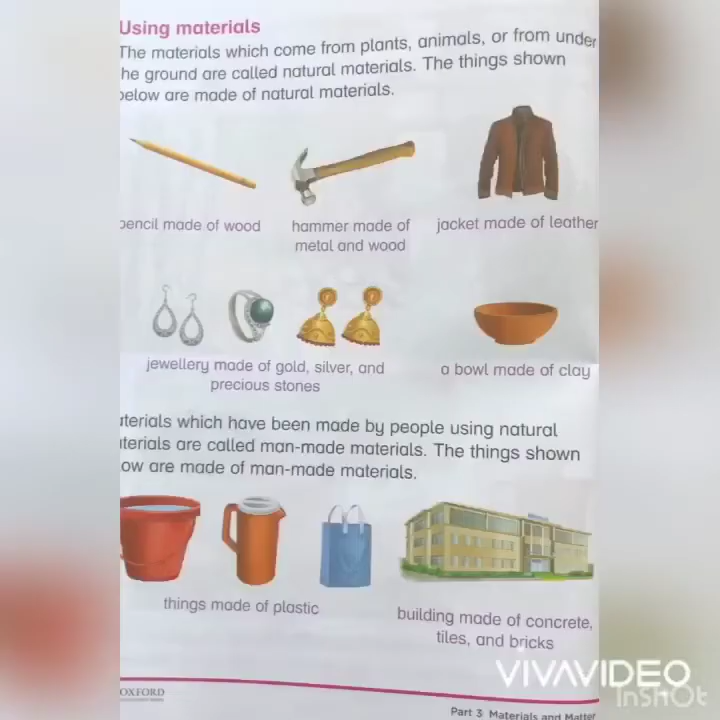 Using materials
The materials which come from plants, animals, or from under
he ground are called natural materials. The things shown
below are made of natural materials.
pencil made of wood
hammer made of
metal and wood
jacket made of leather
jewellery made of gold, silver, and
precious stones
a bowl made of clay
aterials which have been made by people using natural
aterials are called man-made materials. The things shown
ow are made of man-made materials.
things made of plastic
building made of concrete,
tiles, and bricks
OXFORD
Part 3 Materials and Matter
VIVAVIDEO
InShOt